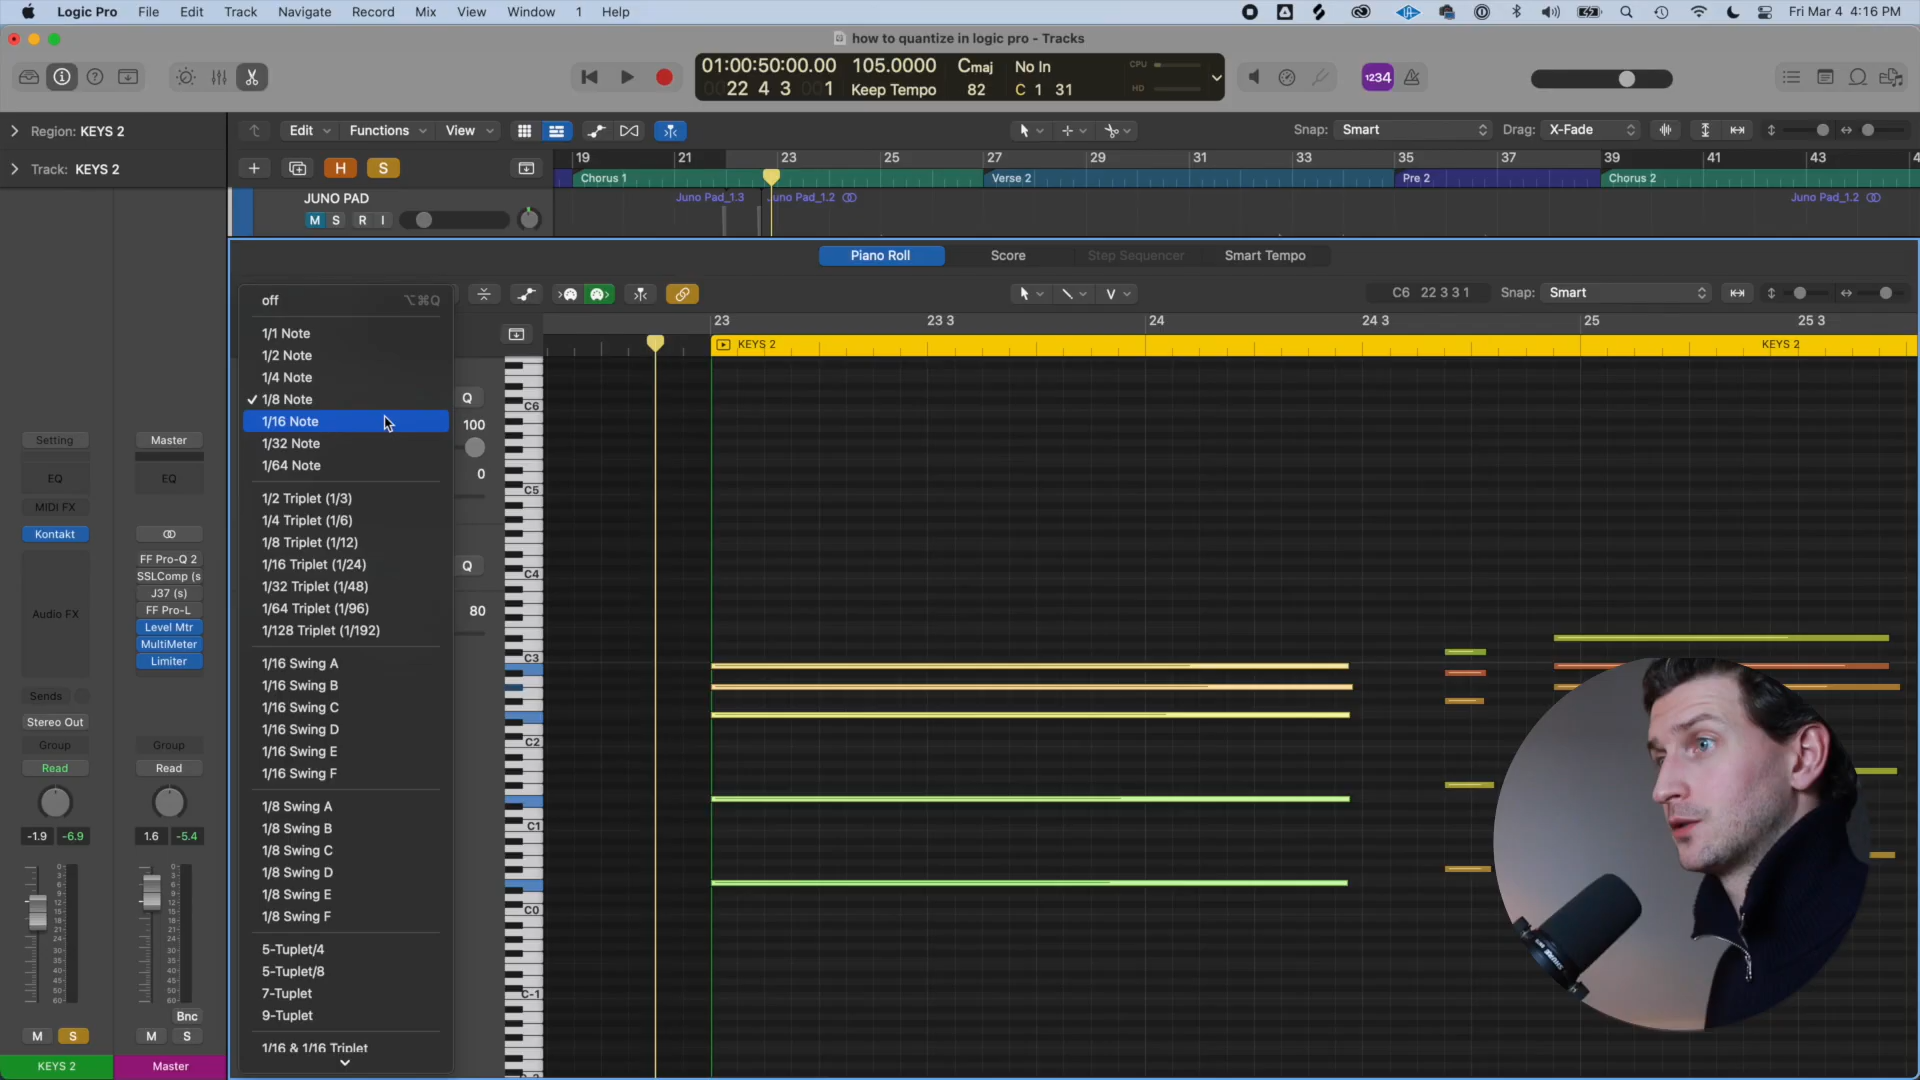 Logic Pro File Edit Track Navigate Record Mix View Window 1 Help Fri Mar 4 4:16 PM
how to quantize in logic pro - Tracks
01:00:50:00.00 105.0000 Cmaj No In CPU
22 4 3 001 Keep Tempo 82 C 1 31 HD
1234
Region: KEYS 2
Edit Functions View Snap: Smart Drag: X-Fade
Track: KEYS 2
H S
19 21 23 25 27 29 31 33 35 37 39 41 43
Chorus 1 Verse 2 Pre 2 Chorus 2
JUNO PAD
Juno Pad_1.3 Juno Pad_1.2 Juno Pad_1.2
M S R I
Piano Roll Score Step Sequencer Smart Tempo
C6 22 3 3 1 Snap: Smart
23 23 3 24 24 3 25 25 3
KEYS 2 KEYS 2
off ⌥⌘Q
1/1 Note
1/2 Note
1/4 Note
✓ 1/8 Note
1/16 Note
1/32 Note
1/64 Note
1/2 Triplet (1/3)
1/4 Triplet (1/6)
1/8 Triplet (1/12)
1/16 Triplet (1/24)
1/32 Triplet (1/48)
1/64 Triplet (1/96)
1/128 Triplet (1/192)
1/16 Swing A
1/16 Swing B
1/16 Swing C
1/16 Swing D
1/16 Swing E
1/16 Swing F
1/8 Swing A
1/8 Swing B
1/8 Swing C
1/8 Swing D
1/8 Swing E
1/8 Swing F
5-Tuplet/4
5-Tuplet/8
7-Tuplet
9-Tuplet
1/16 & 1/16 Triplet
Q
100
0
Q
80
C6
C5
C4
C3
C2
C1
C0
C-1
Setting Master
EQ EQ
MIDI FX
Kontakt
FF Pro-Q 2
SSLComp (s
J37 (s)
FF Pro-L
Audio FX
Level Mtr
MultiMeter
Limiter
Sends
Stereo Out
Group Group
Read Read
-1.9 -6.9 1.6 -5.4
Bnc
M S M S
KEYS 2 Master